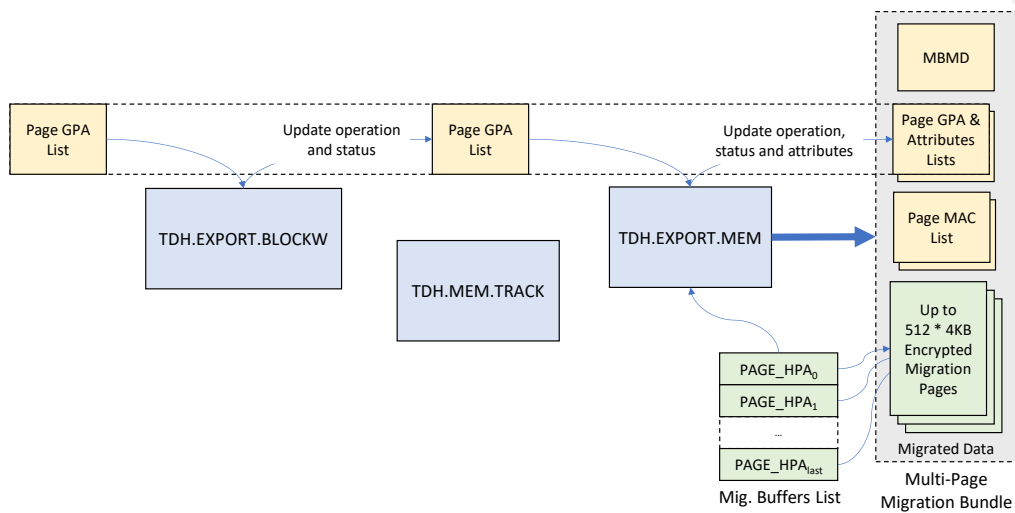 MBMD
Page GPA
List
Update operation
and status
Page GPA
List
Update operation,
status and attributes
Page GPA &
Attributes
Lists
TDH.EXPORT.BLOCKW
TDH.MEM.TRACK
TDH.EXPORT.MEM
Page MAC
List
Up to
512 * 4KB
Encrypted
Migration
Pages
PAGE_HPA0
PAGE_HPA1
...
PAGE_HPAlast
Mig. Buffers List
Migrated Data
Multi-Page
Migration Bundle